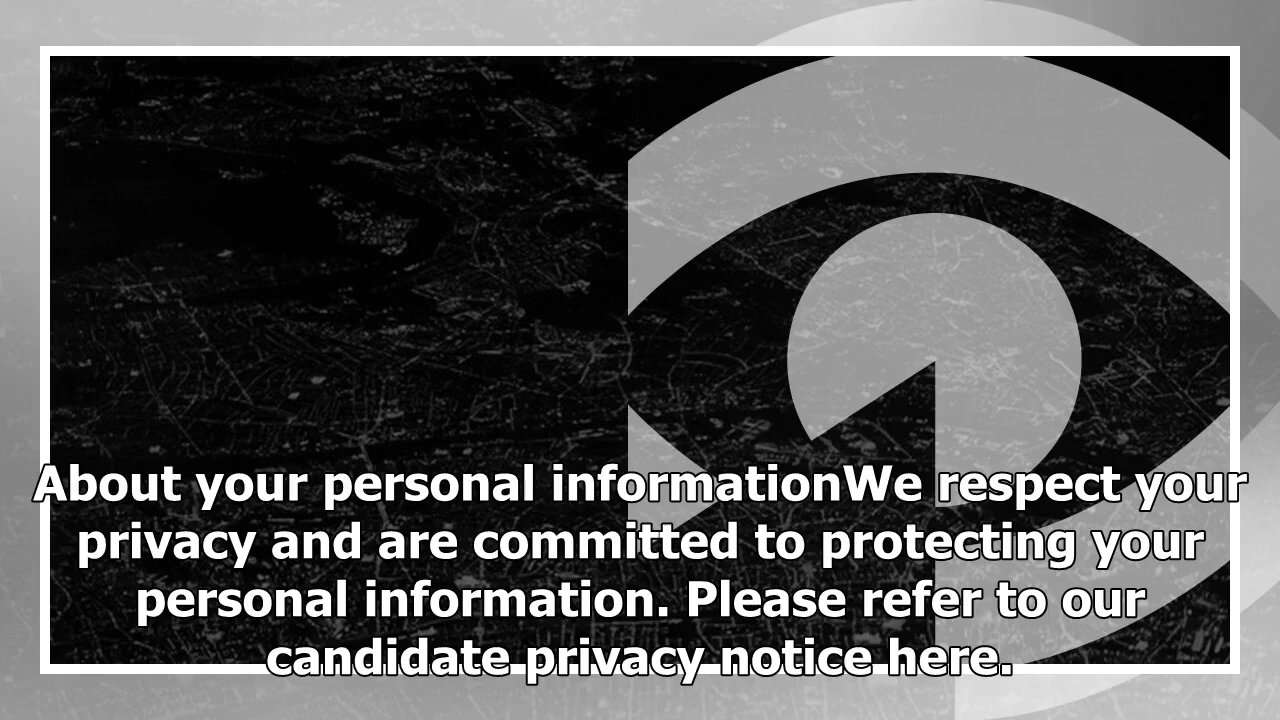 About your personal informationWe respect your
privacy and are committed to protecting your
personal information. Please refer to our
candidate privacy notice here.